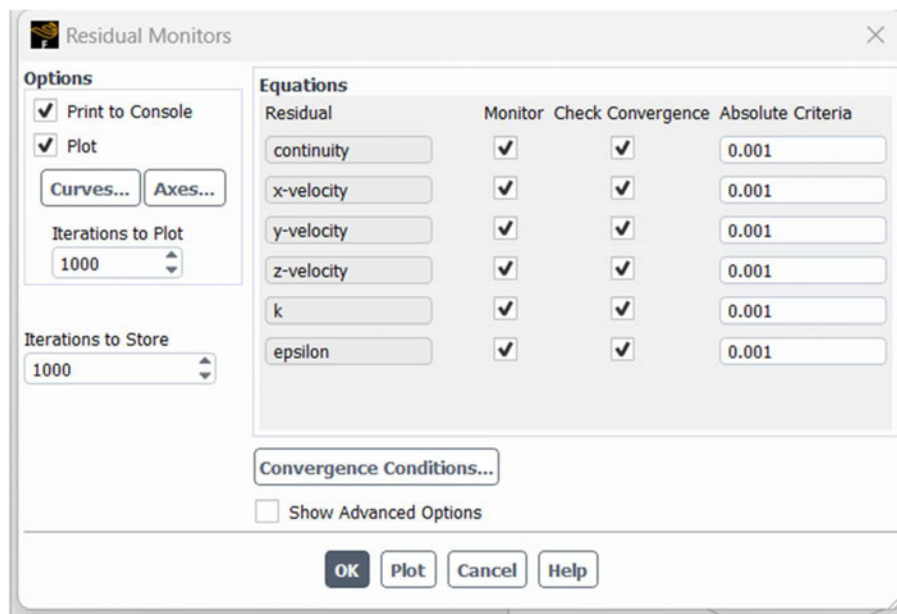 F
Residual Monitors
Options
Print to Console
Plot
Curves... Axes...
Iterations to Plot
1000
Iterations to Store
1000
Equations
Residual Monitor Check Convergence Absolute Criteria
continuity 0.001
x-velocity 0.001
y-velocity 0.001
z-velocity 0.001
k 0.001
epsilon 0.001
Convergence Conditions...
Show Advanced Options
OK Plot Cancel Help